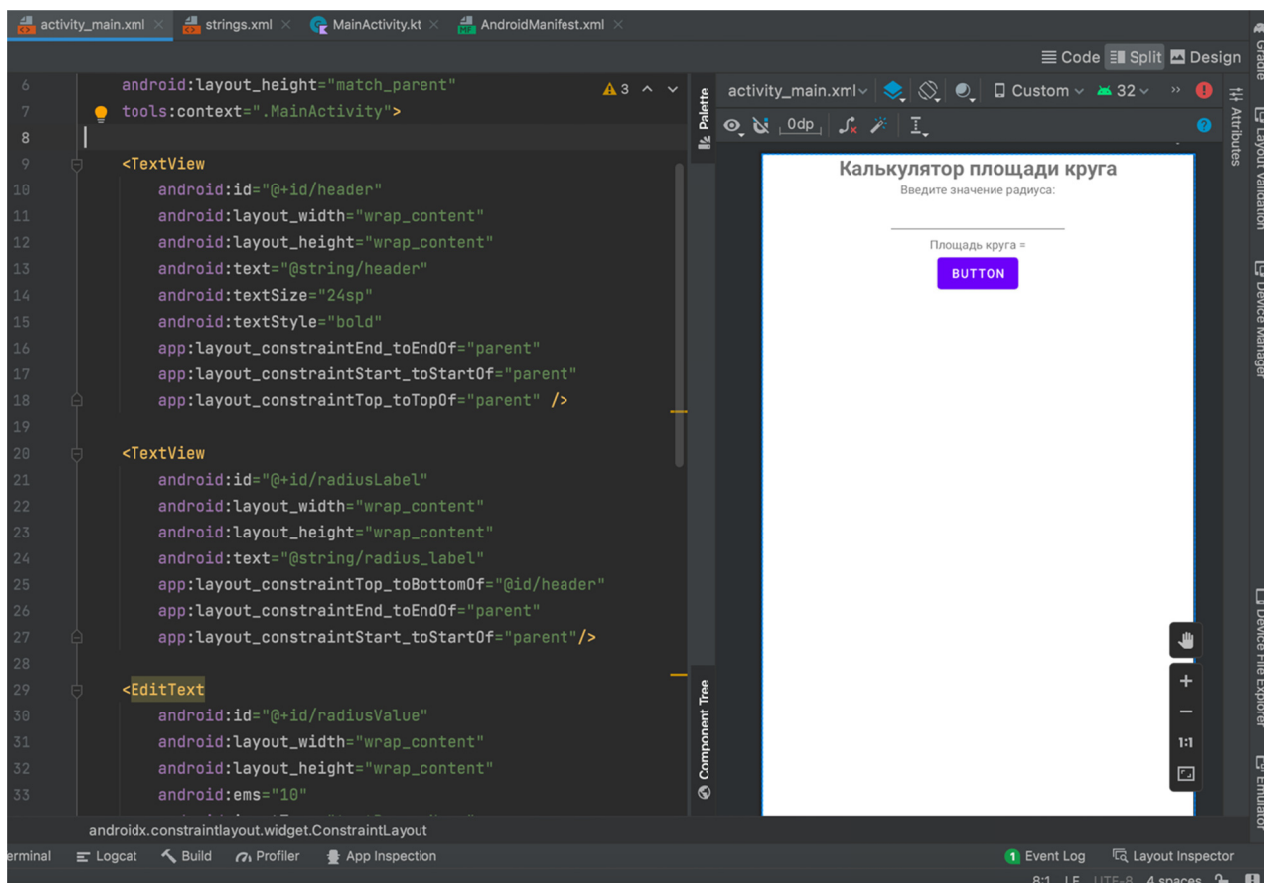 activity_main.xml strings.xml MainActivity.kt AndroidManifest.xml
Code Split Design
6 android:layout_height="match_parent" 3
7 tools:context=".MainActivity">
8
9 <TextView
10 android:id="@+id/header"
11 android:layout_width="wrap_content"
12 android:layout_height="wrap_content"
13 android:text="@string/header"
14 android:textSize="24sp"
15 android:textStyle="bold"
16 app:layout_constraintEnd_toEndOf="parent"
17 app:layout_constraintStart_toStartOf="parent"
18 app:layout_constraintTop_toTopOf="parent" />
19
20 <TextView
21 android:id="@+id/radiusLabel"
22 android:layout_width="wrap_content"
23 android:layout_height="wrap_content"
24 android:text="@string/radius_label"
25 app:layout_constraintTop_toBottomOf="@id/header"
26 app:layout_constraintEnd_toEndOf="parent"
27 app:layout_constraintStart_toStartOf="parent"/>
28
29 <EditText
30 android:id="@+id/radiusValue"
31 android:layout_width="wrap_content"
32 android:layout_height="wrap_content"
33 android:ems="10"
Palette
Component Tree
activity_main.xml Custom 32 »
0dp
Калькулятор площади круга
Введите значение радиуса:
Площадь круга =
BUTTON
1:1
Attributes
Gradle
Layout Validation
Device Manager
Device File Explorer
Emulator
androidx.constraintlayout.widget.ConstraintLayout
erminal Logcat Build Profiler App Inspection 1 Event Log Layout Inspector
8:1 LF UTF-8 4 spaces